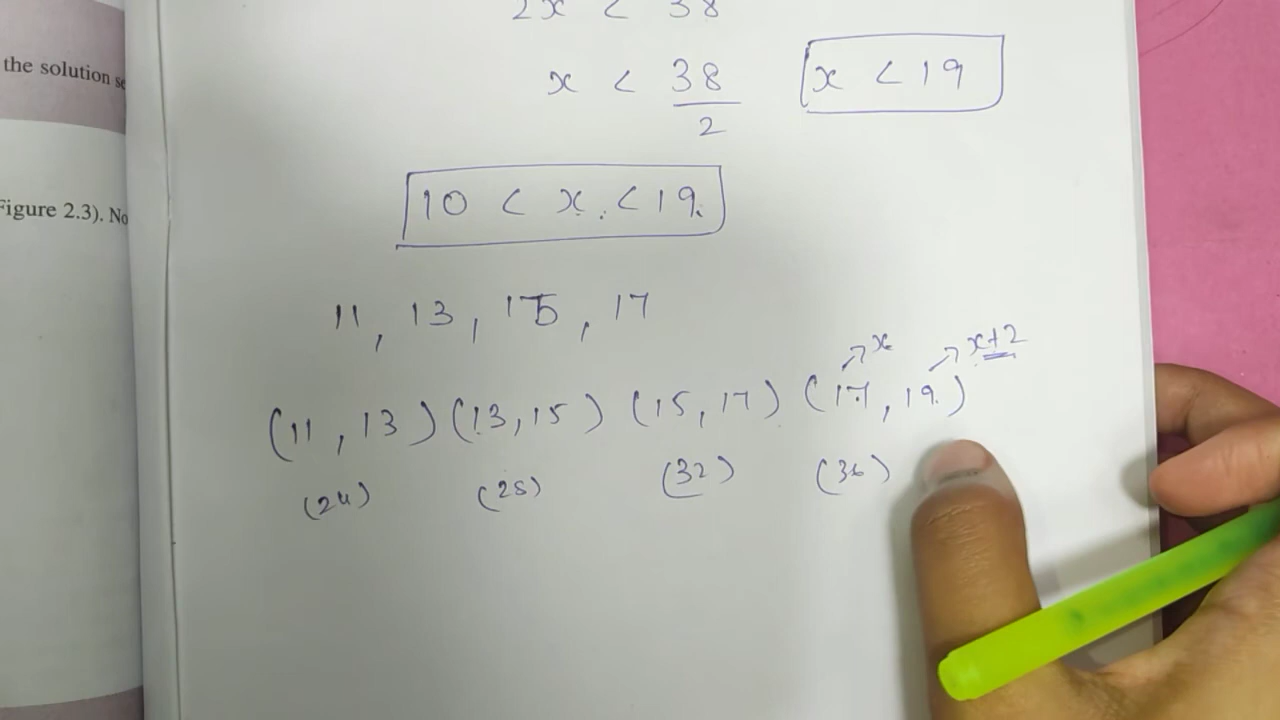 the solution se
Figure 2.3). No
2x < 38
x < 38
2
x < 19
10 < x < 19
11, 13, 15, 17
x
x+2
(11, 13) (13, 15) (15, 17) (17, 19)
(24) (28) (32) (36)